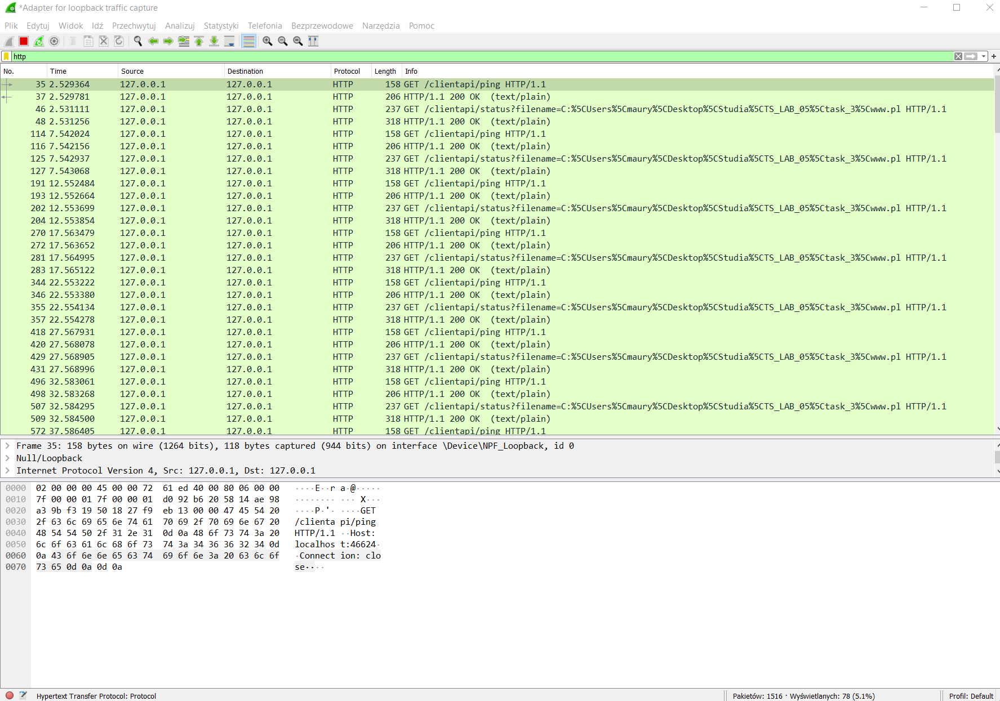 *Adapter for loopback traffic capture
Plik Edytuj Widok Idź Przechwytuj Analizuj Statystyki Telefonia Bezprzewodowe Narzędzia Pomoc
http
No. Time Source Destination Protocol Length Info
35 2.529364 127.0.0.1 127.0.0.1 HTTP 158 GET /clientapi/ping HTTP/1.1
37 2.529781 127.0.0.1 127.0.0.1 HTTP 206 HTTP/1.1 200 OK (text/plain)
46 2.531111 127.0.0.1 127.0.0.1 HTTP 237 GET /clientapi/status?filename=C:%5CUsers%5Cmaury%5CDesktop%5CStudia%5CTS_LAB_05%5Ctask_3%5Cwww.pl HTTP/1.1
48 2.531256 127.0.0.1 127.0.0.1 HTTP 318 HTTP/1.1 200 OK (text/plain)
114 7.542024 127.0.0.1 127.0.0.1 HTTP 158 GET /clientapi/ping HTTP/1.1
116 7.542156 127.0.0.1 127.0.0.1 HTTP 206 HTTP/1.1 200 OK (text/plain)
125 7.542937 127.0.0.1 127.0.0.1 HTTP 237 GET /clientapi/status?filename=C:%5CUsers%5Cmaury%5CDesktop%5CStudia%5CTS_LAB_05%5Ctask_3%5Cwww.pl HTTP/1.1
127 7.543068 127.0.0.1 127.0.0.1 HTTP 318 HTTP/1.1 200 OK (text/plain)
191 12.552484 127.0.0.1 127.0.0.1 HTTP 158 GET /clientapi/ping HTTP/1.1
193 12.552664 127.0.0.1 127.0.0.1 HTTP 206 HTTP/1.1 200 OK (text/plain)
202 12.553699 127.0.0.1 127.0.0.1 HTTP 237 GET /clientapi/status?filename=C:%5CUsers%5Cmaury%5CDesktop%5CStudia%5CTS_LAB_05%5Ctask_3%5Cwww.pl HTTP/1.1
204 12.553854 127.0.0.1 127.0.0.1 HTTP 318 HTTP/1.1 200 OK (text/plain)
270 17.563479 127.0.0.1 127.0.0.1 HTTP 158 GET /clientapi/ping HTTP/1.1
272 17.563652 127.0.0.1 127.0.0.1 HTTP 206 HTTP/1.1 200 OK (text/plain)
281 17.564995 127.0.0.1 127.0.0.1 HTTP 237 GET /clientapi/status?filename=C:%5CUsers%5Cmaury%5CDesktop%5CStudia%5CTS_LAB_05%5Ctask_3%5Cwww.pl HTTP/1.1
283 17.565122 127.0.0.1 127.0.0.1 HTTP 318 HTTP/1.1 200 OK (text/plain)
344 22.553222 127.0.0.1 127.0.0.1 HTTP 158 GET /clientapi/ping HTTP/1.1
346 22.553380 127.0.0.1 127.0.0.1 HTTP 206 HTTP/1.1 200 OK (text/plain)
355 22.554134 127.0.0.1 127.0.0.1 HTTP 237 GET /clientapi/status?filename=C:%5CUsers%5Cmaury%5CDesktop%5CStudia%5CTS_LAB_05%5Ctask_3%5Cwww.pl HTTP/1.1
357 22.554278 127.0.0.1 127.0.0.1 HTTP 318 HTTP/1.1 200 OK (text/plain)
418 27.567931 127.0.0.1 127.0.0.1 HTTP 158 GET /clientapi/ping HTTP/1.1
420 27.568078 127.0.0.1 127.0.0.1 HTTP 206 HTTP/1.1 200 OK (text/plain)
429 27.568905 127.0.0.1 127.0.0.1 HTTP 237 GET /clientapi/status?filename=C:%5CUsers%5Cmaury%5CDesktop%5CStudia%5CTS_LAB_05%5Ctask_3%5Cwww.pl HTTP/1.1
431 27.568996 127.0.0.1 127.0.0.1 HTTP 318 HTTP/1.1 200 OK (text/plain)
496 32.583061 127.0.0.1 127.0.0.1 HTTP 158 GET /clientapi/ping HTTP/1.1
498 32.583268 127.0.0.1 127.0.0.1 HTTP 206 HTTP/1.1 200 OK (text/plain)
507 32.584295 127.0.0.1 127.0.0.1 HTTP 237 GET /clientapi/status?filename=C:%5CUsers%5Cmaury%5CDesktop%5CStudia%5CTS_LAB_05%5Ctask_3%5Cwww.pl HTTP/1.1
509 32.584500 127.0.0.1 127.0.0.1 HTTP 318 HTTP/1.1 200 OK (text/plain)
572 37.586405 127.0.0.1 127.0.0.1 HTTP 158 GET /clientapi/ping HTTP/1.1
Frame 35: 158 bytes on wire (1264 bits), 118 bytes captured (944 bits) on interface \Device\NPF_Loopback, id 0
Null/Loopback
Internet Protocol Version 4, Src: 127.0.0.1, Dst: 127.0.0.1
0000 02 00 00 00 45 00 00 72 61 ed 40 00 80 06 00 00 ····E··r a·@·····
0010 7f 00 00 01 7f 00 00 01 d0 92 b6 20 58 14 ae 98 ········ ··· X···
0020 a3 9b f3 19 50 18 27 f9 eb 13 00 00 47 45 54 20 ····P·'· ····GET
0030 2f 63 6c 69 65 6e 74 61 70 69 2f 70 69 6e 67 20 /clienta pi/ping
0040 48 54 54 50 2f 31 2e 31 0d 0a 48 6f 73 74 3a 20 HTTP/1.1 ··Host:
0050 6c 6f 63 61 6c 68 6f 73 74 3a 34 36 36 32 34 0d localhos t:46624·
0060 0a 43 6f 6e 6e 65 63 74 69 6f 6e 3a 20 63 6c 6f ·Connect ion: clo
0070 73 65 0d 0a 0d 0a se····
Hypertext Transfer Protocol: Protocol Pakietów: 1516 · Wyświetlanych: 78 (5.1%) Profil: Default